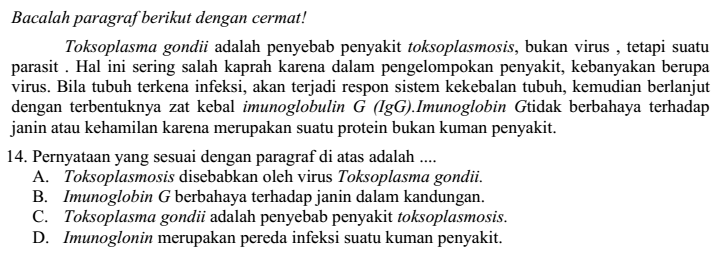 Bacalah paragraf berikut dengan cermat!
Toksoplasma gondii adalah penyebab penyakit toksoplasmosis, bukan virus , tetapi suatu
parasit . Hal ini sering salah kaprah karena dalam pengelompokan penyakit, kebanyakan berupa
virus. Bila tubuh terkena infeksi, akan terjadi respon sistem kekebalan tubuh, kemudian berlanjut
dengan terbentuknya zat kebal imunoglobulin G (IgG).Imunoglobin Gtidak berbahaya terhadap
janin atau kehamilan karena merupakan suatu protein bukan kuman penyakit.
14. Pernyataan yang sesuai dengan paragraf di atas adalah ....
A. Toksoplasmosis disebabkan oleh virus Toksoplasma gondii.
B. Imunoglobin G berbahaya terhadap janin dalam kandungan.
C. Toksoplasma gondii adalah penyebab penyakit toksoplasmosis.
D. Imunoglonin merupakan pereda infeksi suatu kuman penyakit.